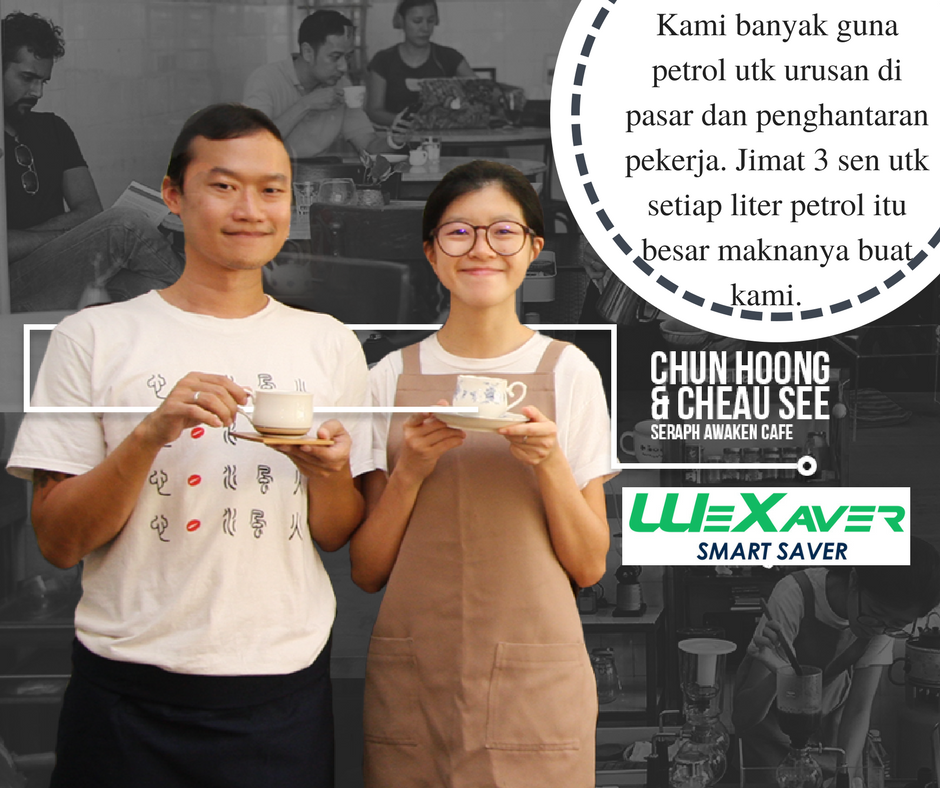 Kami banyak guna
petrol utk urusan di
pasar dan penghantaran
pekerja. Jimat 3 sen utk
setiap liter petrol itu
besar maknanya buat
kami.
CHUN HOONG
& CHEAU SEE
SERAPH AWAKEN CAFE
WEXAVER
SMART SAVER